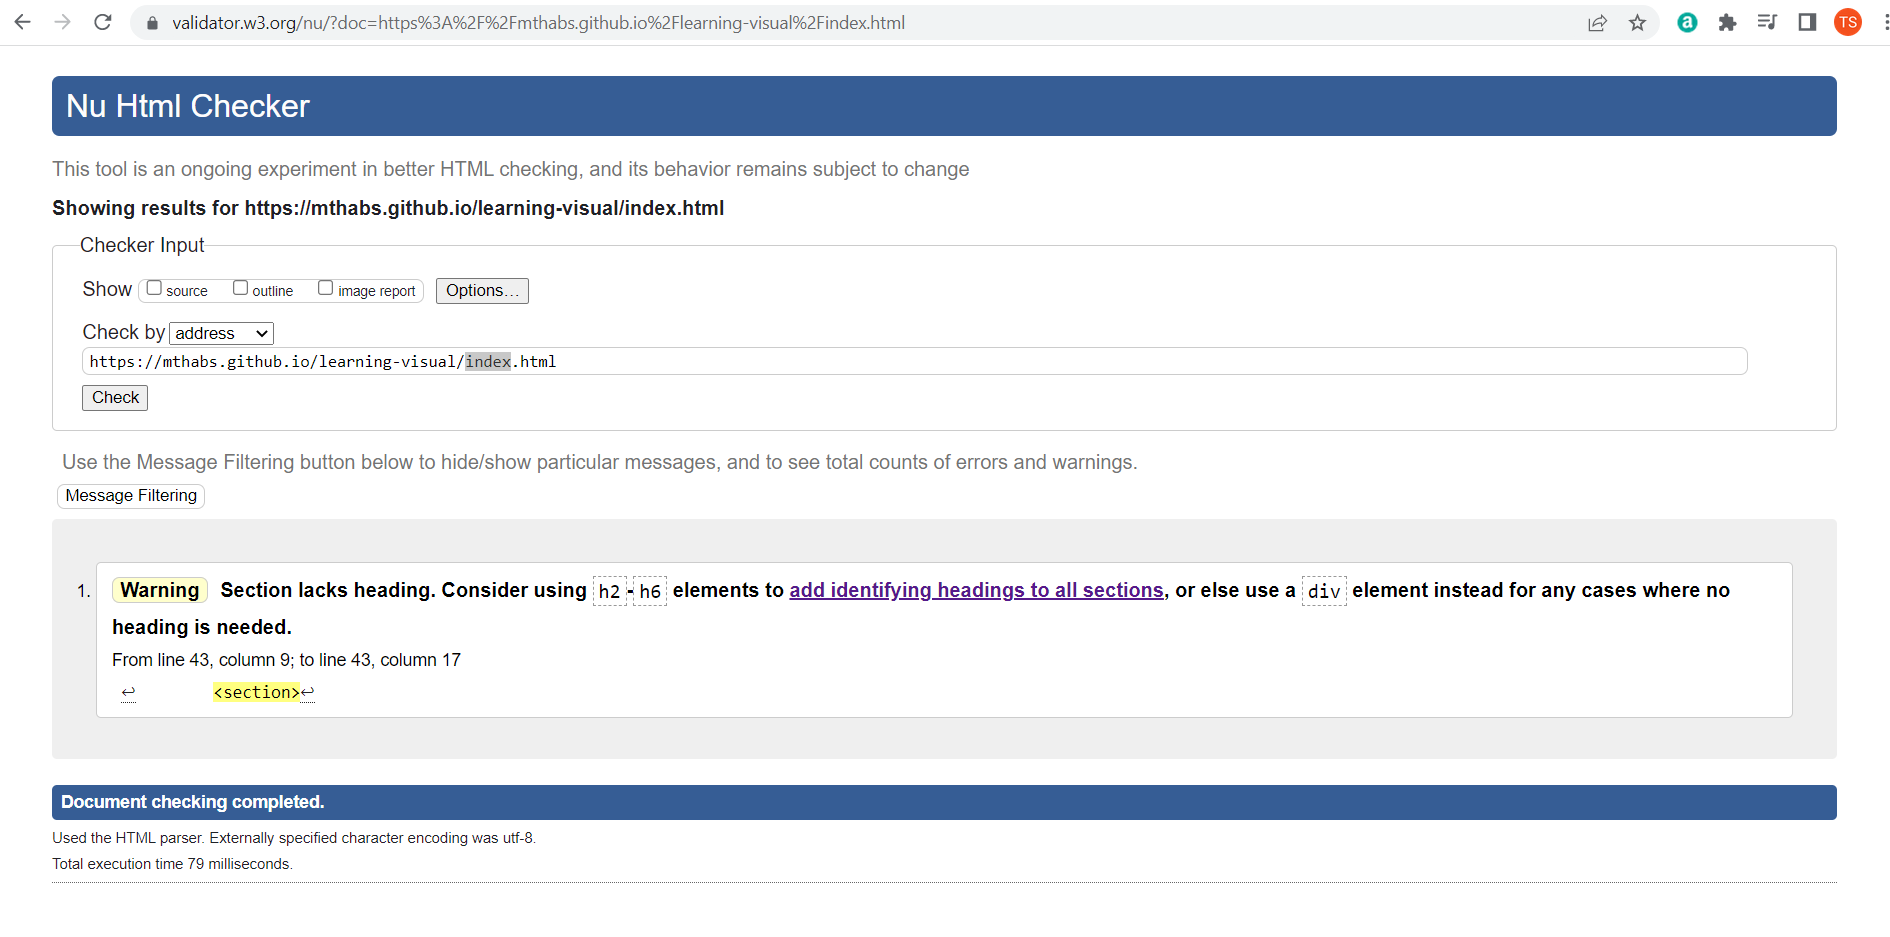 validator.w3.org/nu/?doc=https%3A%2F%2Fmthabs.github.io%2Flearning-visual%2Findex.html
a
TS
Nu Html Checker
This tool is an ongoing experiment in better HTML checking, and its behavior remains subject to change
Showing results for https://mthabs.github.io/learning-visual/index.html
Checker Input
Show source outline image report Options...
Check by address
https://mthabs.github.io/learning-visual/index.html
Check
Use the Message Filtering button below to hide/show particular messages, and to see total counts of errors and warnings.
Message Filtering
1. Warning Section lacks heading. Consider using h2-h6 elements to add identifying headings to all sections, or else use a div element instead for any cases where no
heading is needed.
From line 43, column 9; to line 43, column 17
↩ <section>↩
Document checking completed.
Used the HTML parser. Externally specified character encoding was utf-8.
Total execution time 79 milliseconds.